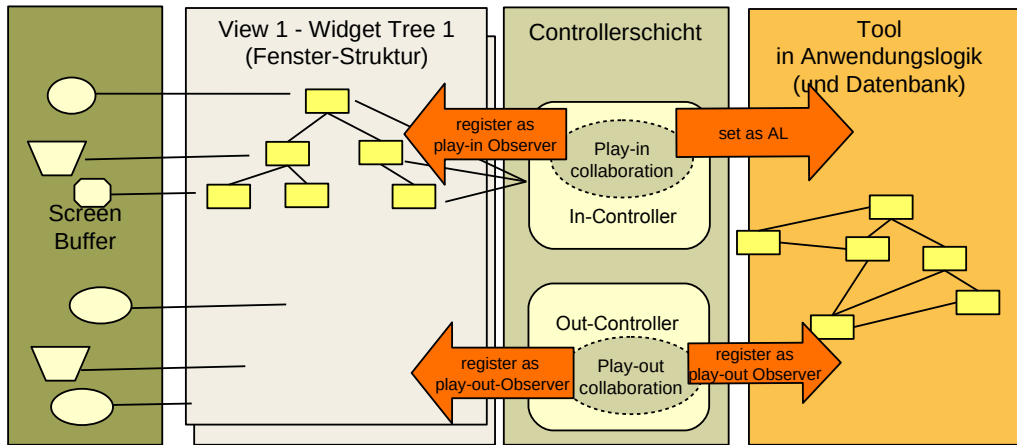 View 1 - Widget Tree 1
(Fenster-Struktur)
Controllerschicht
Tool
in Anwendungslogik
(und Datenbank)
register as
play-in Observer
set as AL
Play-in
collaboration
In-Controller
Screen
Buffer
Out-Controller
register as
play-out-Observer
Play-out
collaboration
register as
play-out Observer